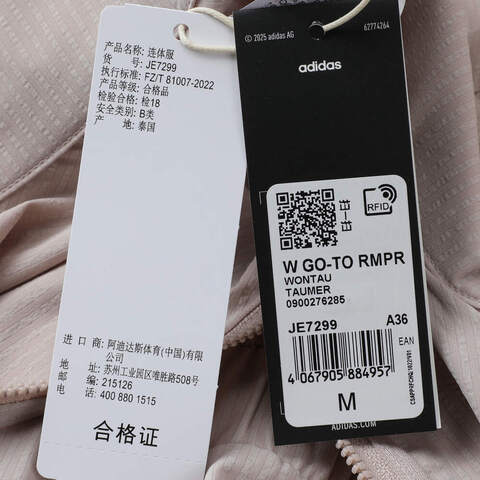 产品名称: 连体服
货 号: JE7299
执行标准: FZ/T 81007-2022
产品等级: 合格品
检验合格: 检18
安全类别: B类
产 地: 泰国
进 口 商: 阿迪达斯体育(中国)有限
公司
地 址: 苏州工业园区唯胜路508号
邮 编: 215126
电 话: 400 880 1515
合格证
© 2025 adidas AG
62774264
adidas
RFID
W GO-TO RMPR
WONTAU
TAUMER
0900276285
JE7299 A36
EAN
4 067905 884957
M
ADIDAS.COM